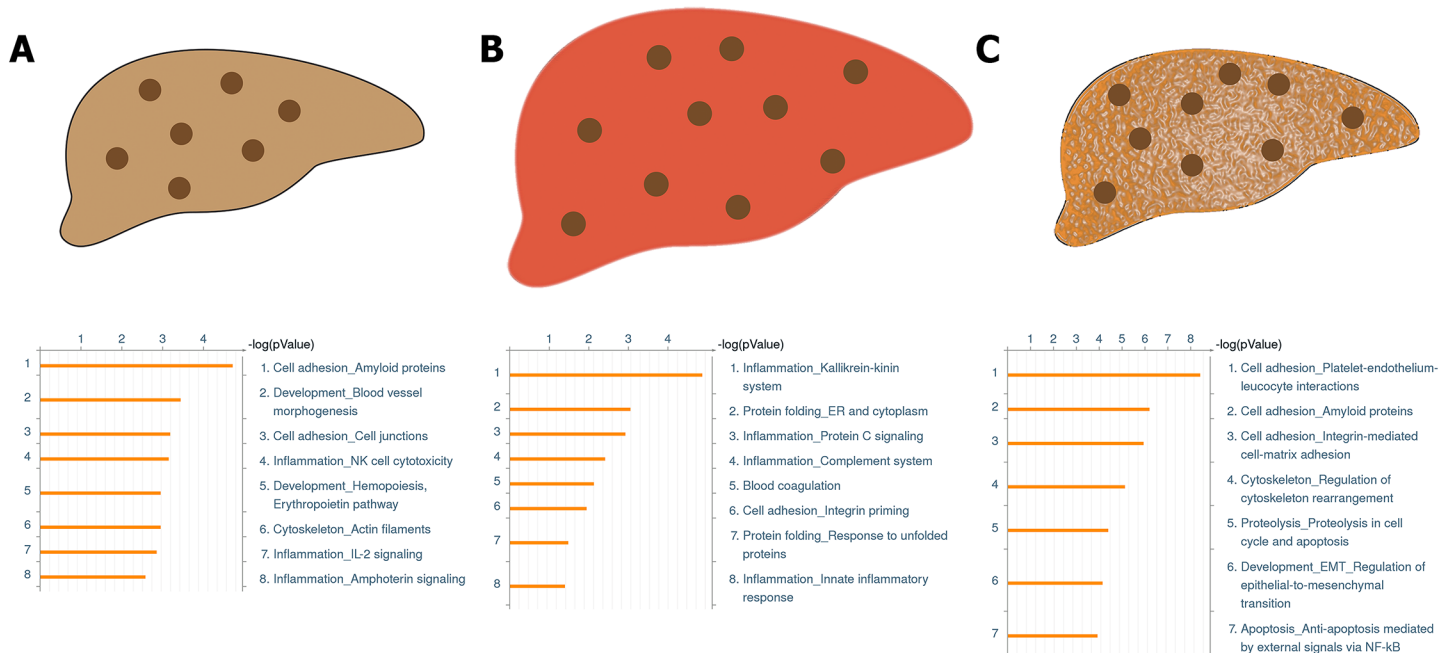 A
B
C
1 2 3 4 -log(pValue)
1
2
3
4
5
6
7
8
1. Cell adhesion_Amyloid proteins
2. Development_Blood vessel
morphogenesis
3. Cell adhesion_Cell junctions
4. Inflammation_NK cell cytotoxicity
5. Development_Hemopoiesis,
Erythropoietin pathway
6. Cytoskeleton_Actin filaments
7. Inflammation_IL-2 signaling
8. Inflammation_Amphoterin signaling
1 2 3 4 -log(pValue)
1
2
3
4
5
6
7
8
1. Inflammation_Kallikrein-kinin
system
2. Protein folding_ER and cytoplasm
3. Inflammation_Protein C signaling
4. Inflammation_Complement system
5. Blood coagulation
6. Cell adhesion_Integrin priming
7. Protein folding_Response to unfolded
proteins
8. Inflammation_Innate inflammatory
response
1 2 3 4 5 6 7 8 -log(pValue)
1
2
3
4
5
6
7
1. Cell adhesion_Platelet-endothelium-
leucocyte interactions
2. Cell adhesion_Amyloid proteins
3. Cell adhesion_Integrin-mediated
cell-matrix adhesion
4. Cytoskeleton_Regulation of
cytoskeleton rearrangement
5. Proteolysis_Proteolysis in cell
cycle and apoptosis
6. Development_EMT_Regulation of
epithelial-to-mesenchymal
transition
7. Apoptosis_Anti-apoptosis mediated
by external signals via NF-kB